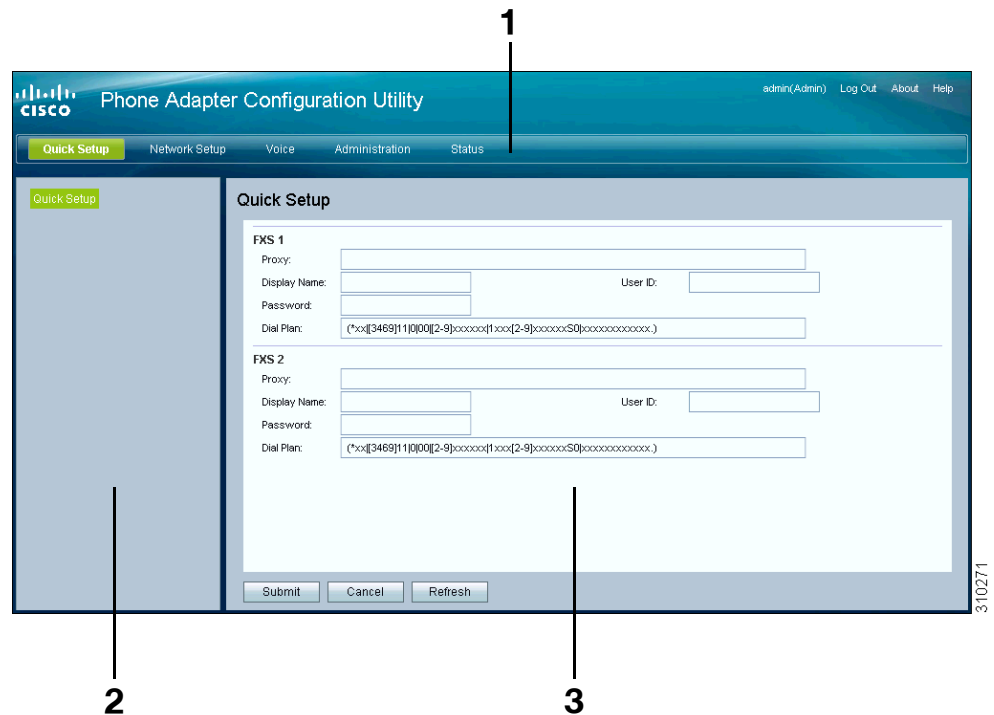 1
CISCO
Phone Adapter Configuration Utility
admin(Admin) Log Out About Help
Quick Setup Network Setup Voice Administration Status
Quick Setup
Quick Setup
FXS 1
Proxy:
Display Name: User ID:
Password:
Dial Plan: (*xx|[3469]11|0|00|[2-9]xxxxxx|1xxx[2-9]xxxxxxS0|xxxxxxxxxxxx.)
FXS 2
Proxy:
Display Name: User ID:
Password:
Dial Plan: (*xx|[3469]11|0|00|[2-9]xxxxxx|1xxx[2-9]xxxxxxS0|xxxxxxxxxxxx.)
Submit Cancel Refresh
310271
2 3